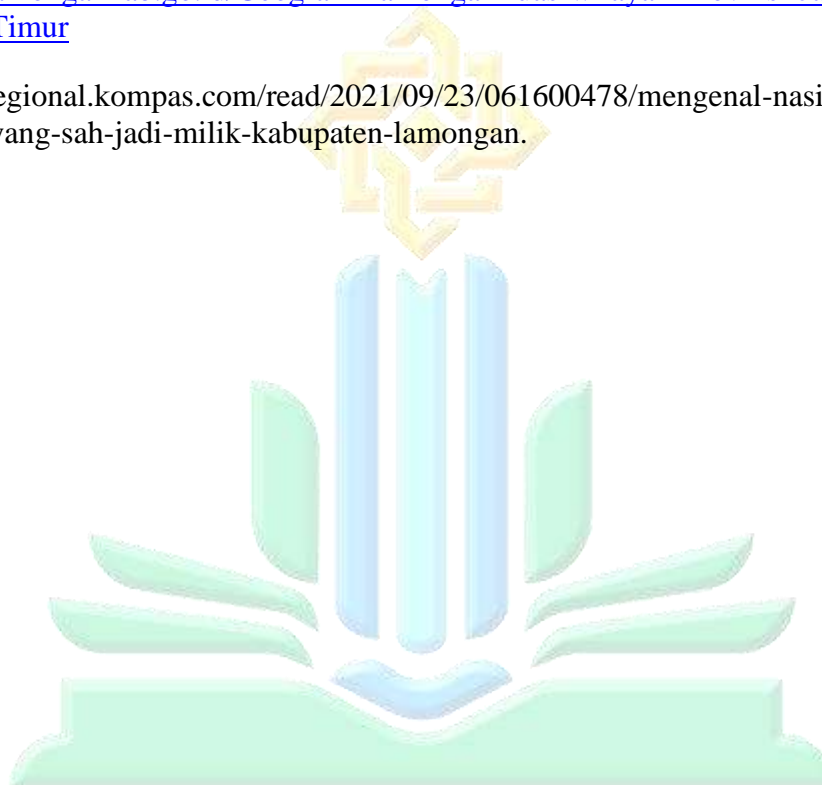 Timur
egional.kompas.com/read/2021/09/23/061600478/mengenal-nasi
yang-sah-jadi-milik-kabupaten-lamongan.